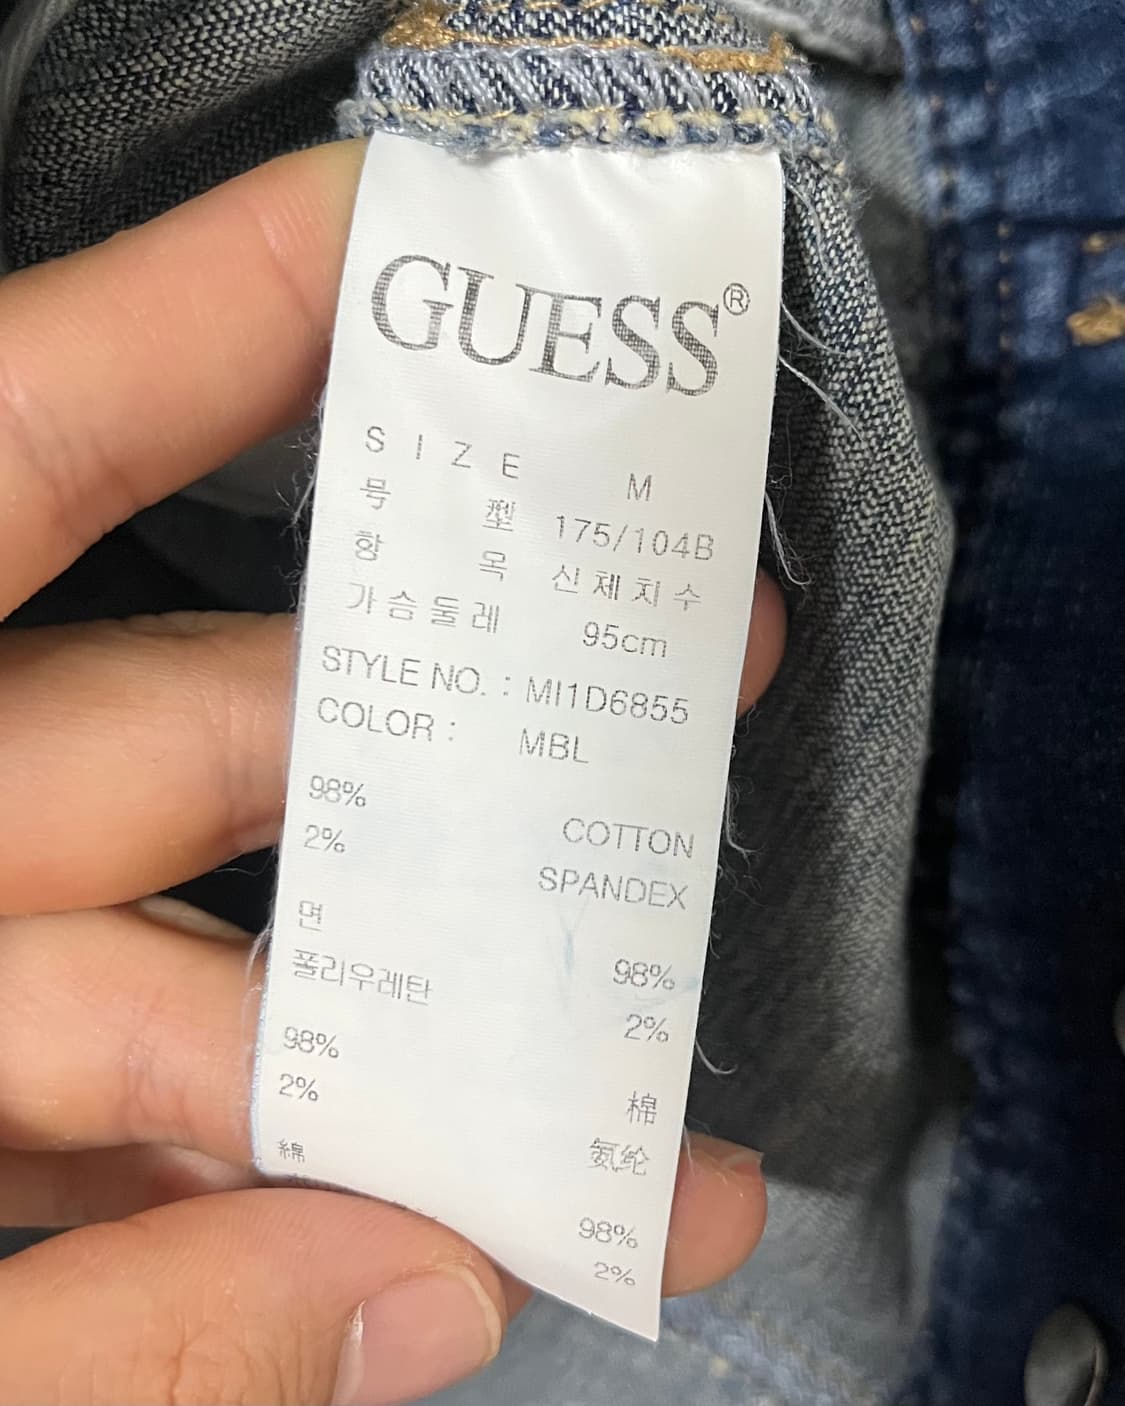 GUESS®
SIZE M
号 型 175/104B
항 목 신체치수
가슴둘레 95cm
STYLE NO. : MI1D6855
COLOR : MBL
98% COTTON
2% SPANDEX
면 98%
폴리우레탄 2%
98% 棉
2% 氨纶
綿 98%
2%